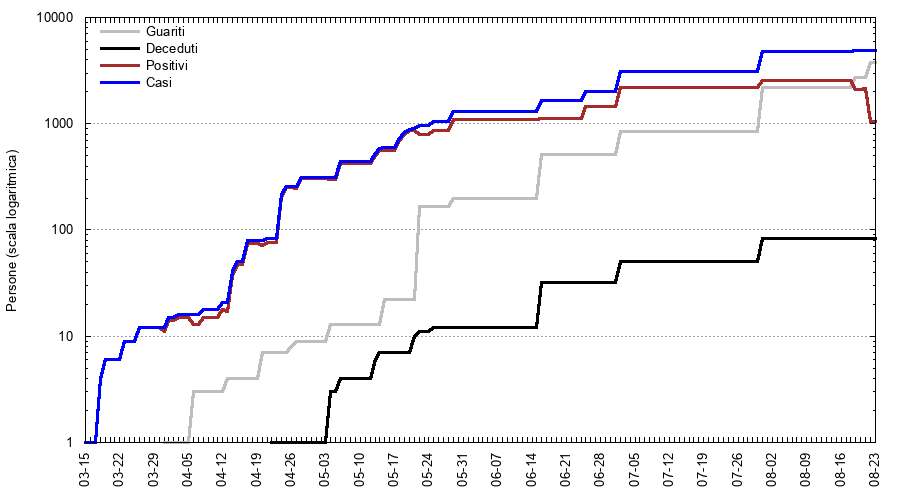 Guariti
Deceduti
Positivi
Casi
Persone (scala logaritmica)
10000
1000
100
10
1
03-15 03-22 03-29 04-05 04-12 04-19 04-26 05-03 05-10 05-17 05-24 05-31 06-07 06-14 06-21 06-28 07-05 07-12 07-19 07-26 08-02 08-09 08-16 08-23